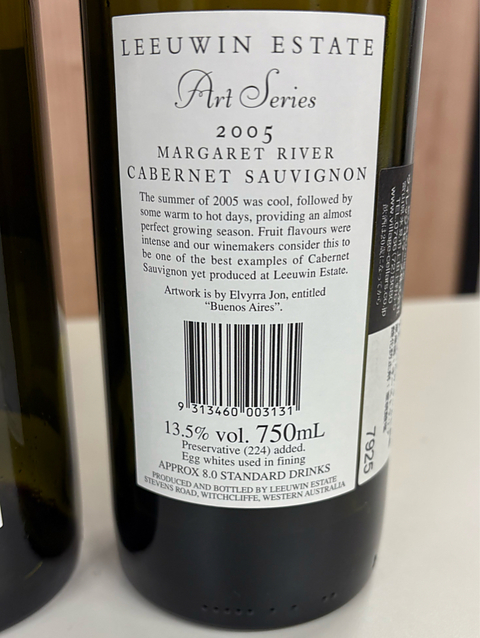 LEEUWIN ESTATE
Art Series
2005
MARGARET RIVER
CABERNET SAUVIGNON
The summer of 2005 was cool, followed by
some warm to hot days, providing an almost
perfect growing season. Fruit flavours were
intense and our winemakers consider this to
be one of the best examples of Cabernet
Sauvignon yet produced at Leeuwin Estate.
Artwork is by Elvyrra Jon, entitled
“Buenos Aires”.
9 313460 003131
13.5% vol. 750mL
Preservative (224) added.
Egg whites used in fining
APPROX 8.0 STANDARD DRINKS
PRODUCED AND BOTTLED BY LEEUWIN ESTATE
STEVENS ROAD, WITCHCLIFFE, WESTERN AUSTRALIA
7925